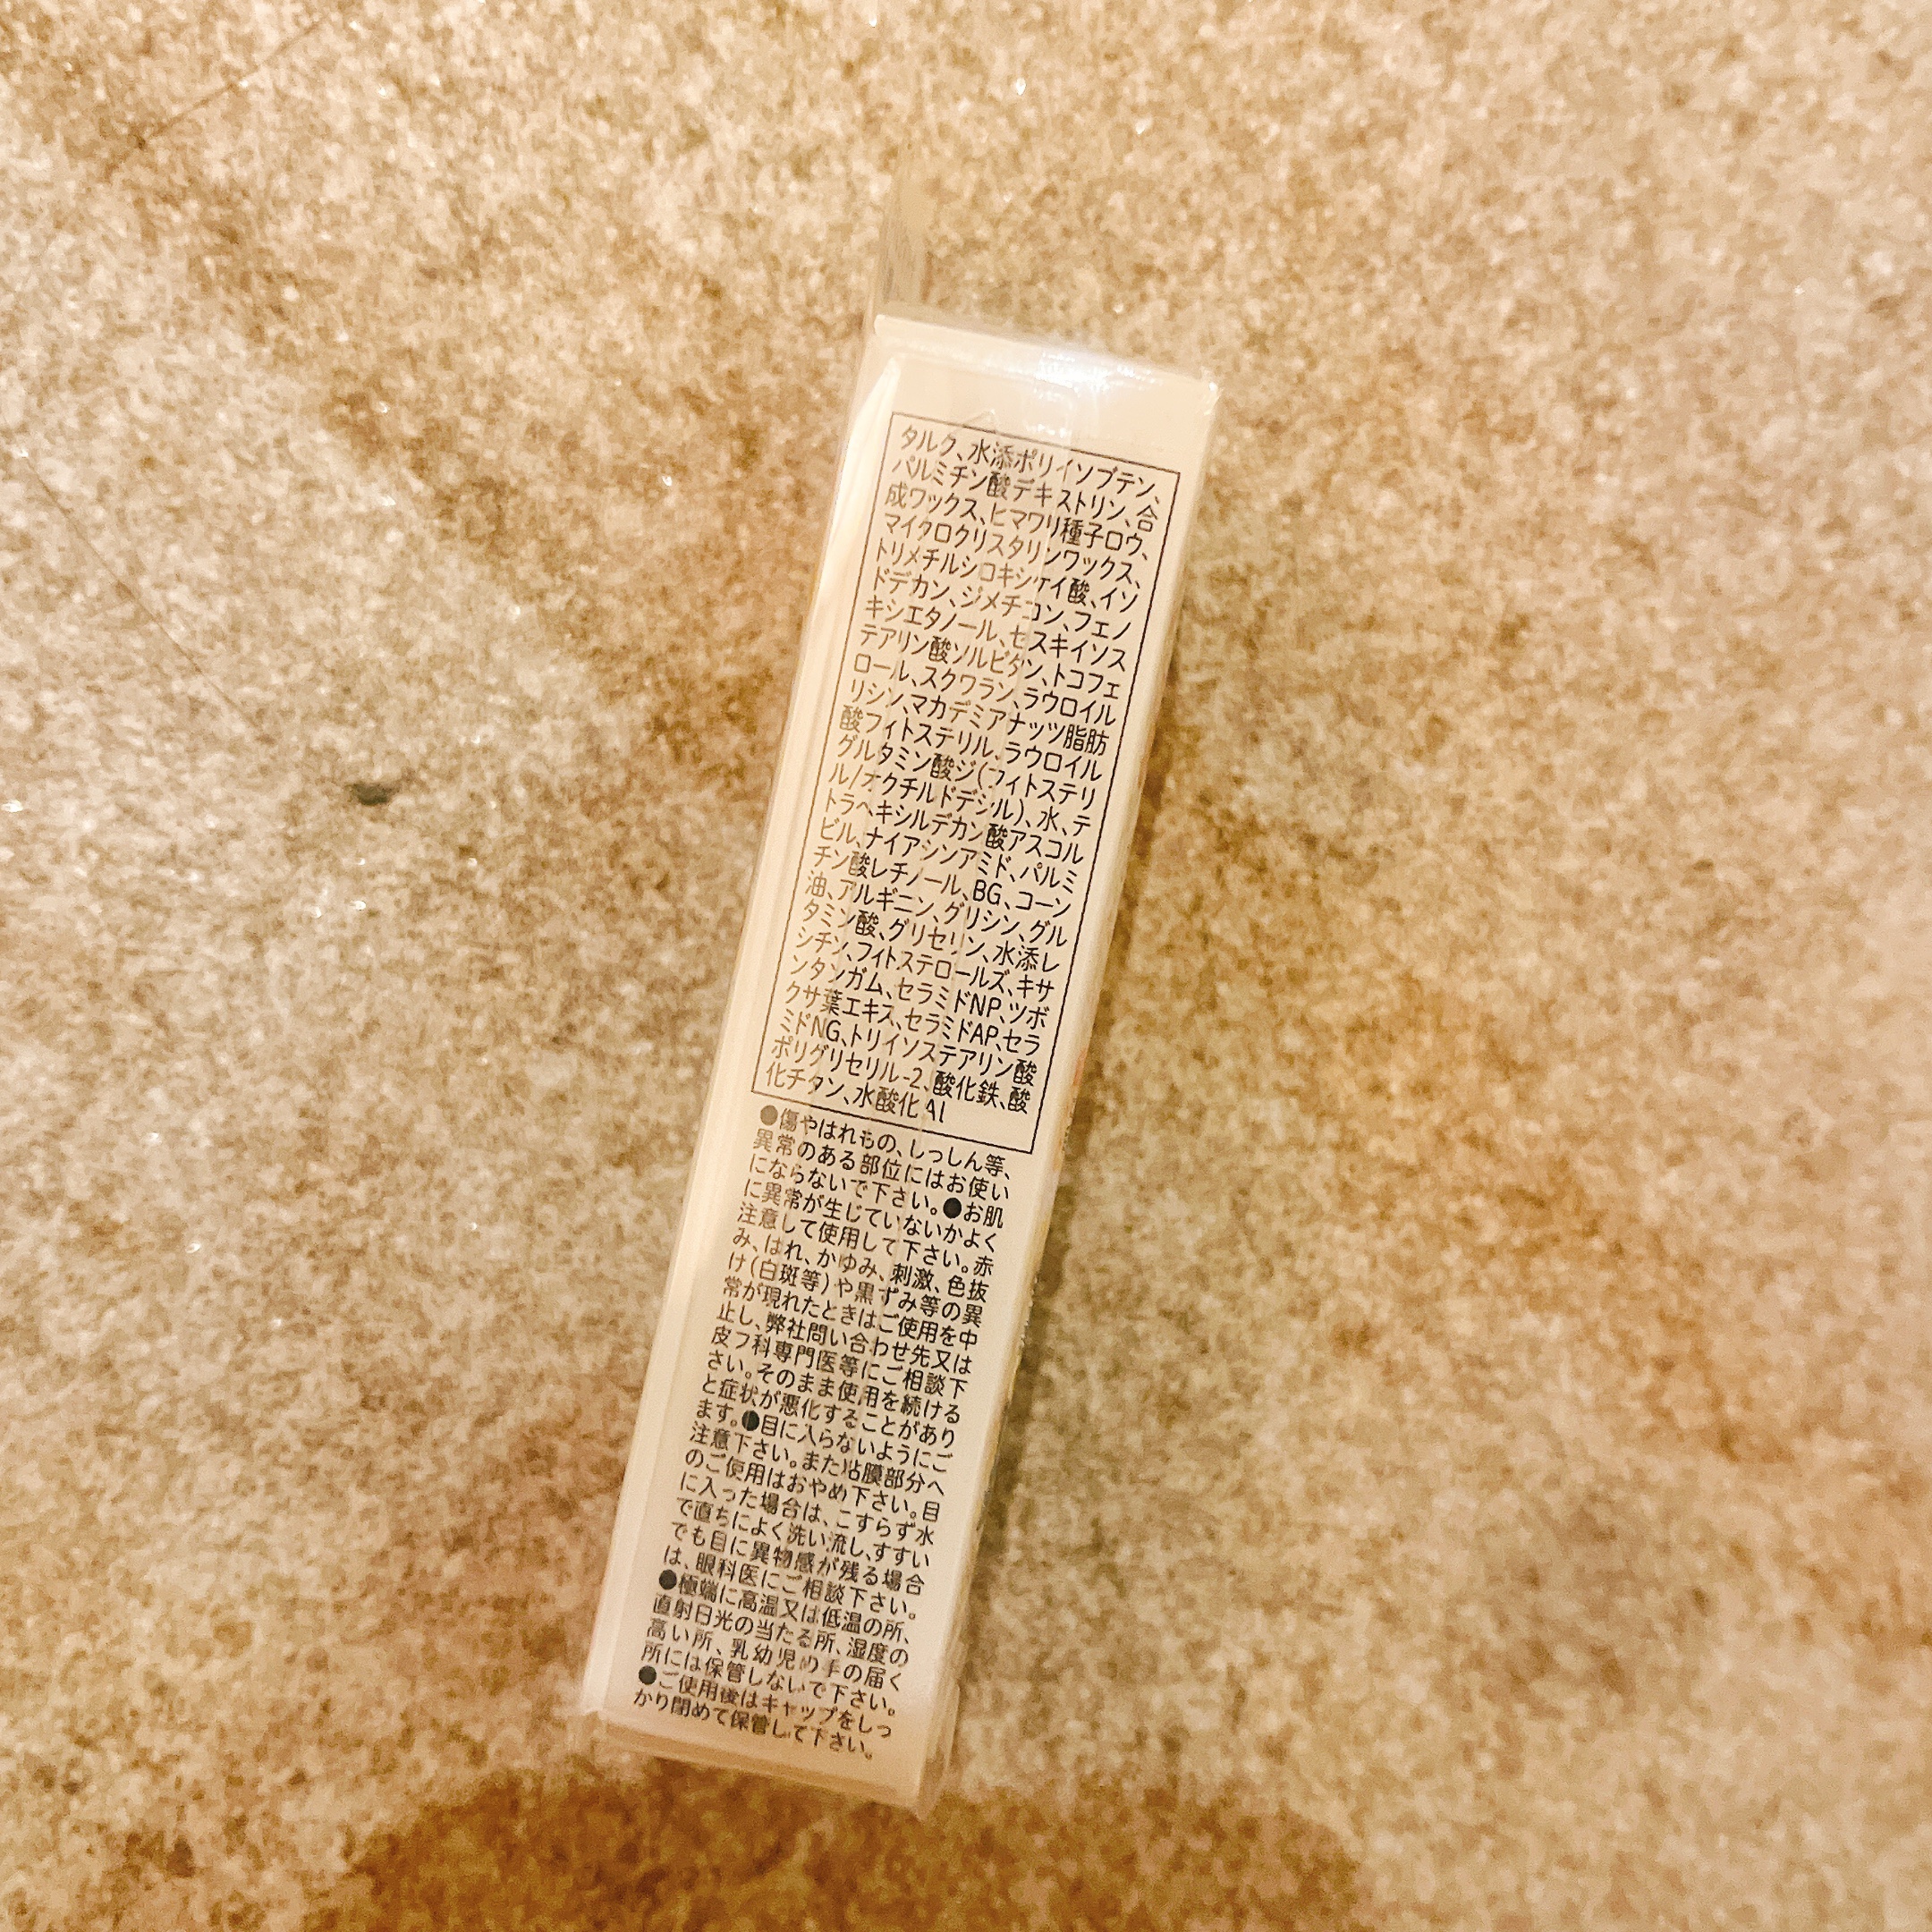 タルク、水添ポリイソブテン、
パルミチン酸デキストリン、合
成ワックス、ヒマワリ種子ロウ、
マイクロクリスタリンワックス、
トリメチルシロキシケイ酸、イソ
ドデカン、ジメチコン、フェノ
キシエタノール、セスキイソス
テアリン酸ソルビタン、トコフェ
ロール、スクワラン、ラウロイル
リシン、マカデミアナッツ脂肪
酸フィトステリル、ラウロイル
グルタミン酸ジ(フィトステリ
ル/オクチルドデシル)、水、テ
トラヘキシルデカン酸アスコル
ビル、ナイアシンアミド、パルミ
チン酸レチノール、BG、コーン
油、アルギニン、グリシン、グル
タミン酸、グリセリン、水添レ
シチン、フィトステロールズ、キサ
ンタンガム、セラミドNP、ツボ
クサ葉エキス、セラミドAP、セラ
ミドNG、トリイソステアリン酸
ポリグリセリル-2、酸化鉄、酸
化チタン、水酸化Al
●傷やはれもの、しっしん等、
異常のある部位にはお使い
にならないで下さい。●お肌
に異常が生じていないかよく
注意して使用して下さい。赤
み、はれ、かゆみ、刺激、色抜
け(白斑等)や黒ずみ等の異
常が現れたときはご使用を中
止し、弊社問い合わせ先又は
皮フ科専門医等にご相談下
さい。そのまま使用を続ける
と症状が悪化することがあり
ます。●目に入らないようにご
注意下さい。また粘膜部分へ
のご使用はおやめ下さい。目
に入った場合は、こすらず水
で直ちによく洗い流し、すすい
でも目に異物感が残る場合
は、眼科医にご相談下さい。
●極端に高温又は低温の所、
直射日光の当たる所、湿度の
高い所、乳幼児の手の届く
所には保管しないで下さい。
●ご使用後はキャップをしっ
かり閉めて保管して下さい。